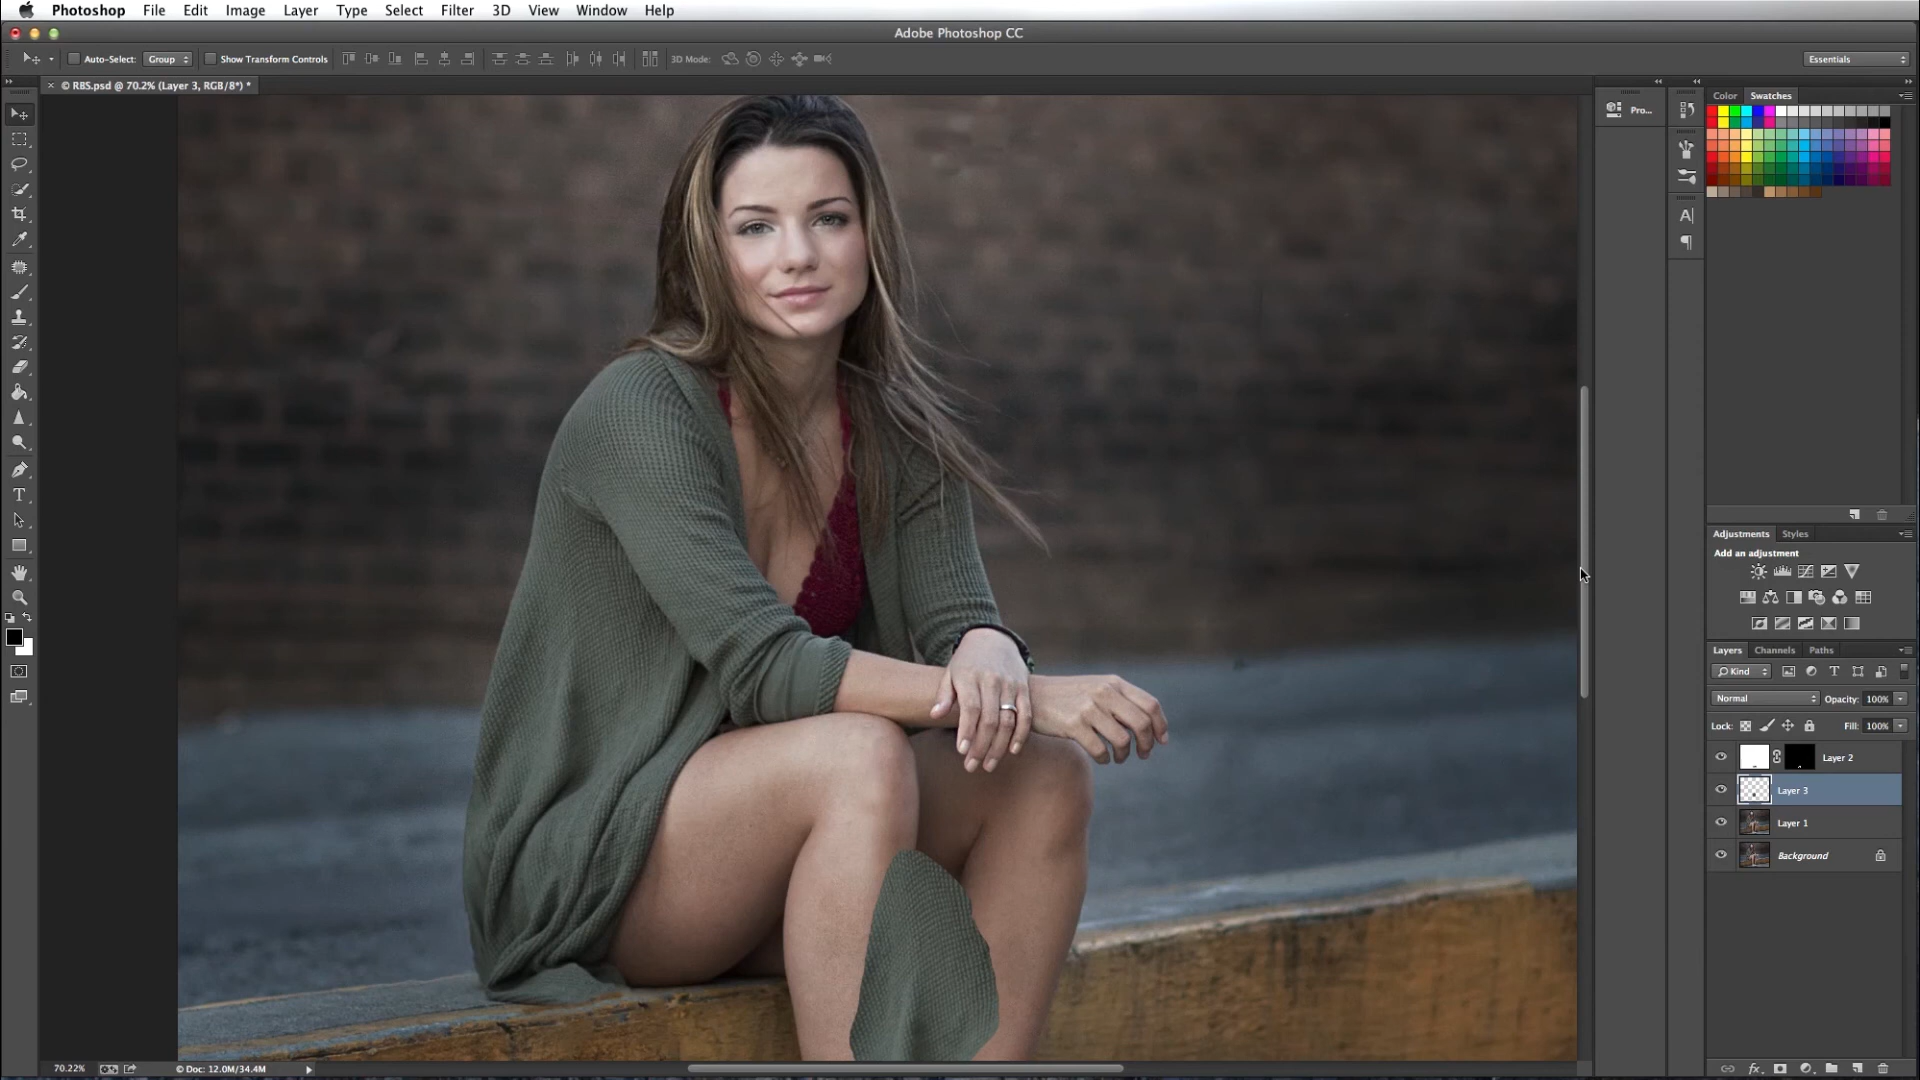 Photoshop File Edit Image Layer Type Select Filter 3D View Window Help
Adobe Photoshop CC
Auto-Select: Group Show Transform Controls 3D Mode: Essentials
× © RBS.psd @ 70.2% (Layer 3, RGB/8*) *
Color Swatches
Pro...
A|
¶
T
Adjustments Styles
Add an adjustment
Layers Channels Paths
Kind T
Normal Opacity: 100%
Lock: Fill: 100%
Layer 2
Layer 3
Layer 1
Background
70.22% © Doc: 12.0M/34.4M fx